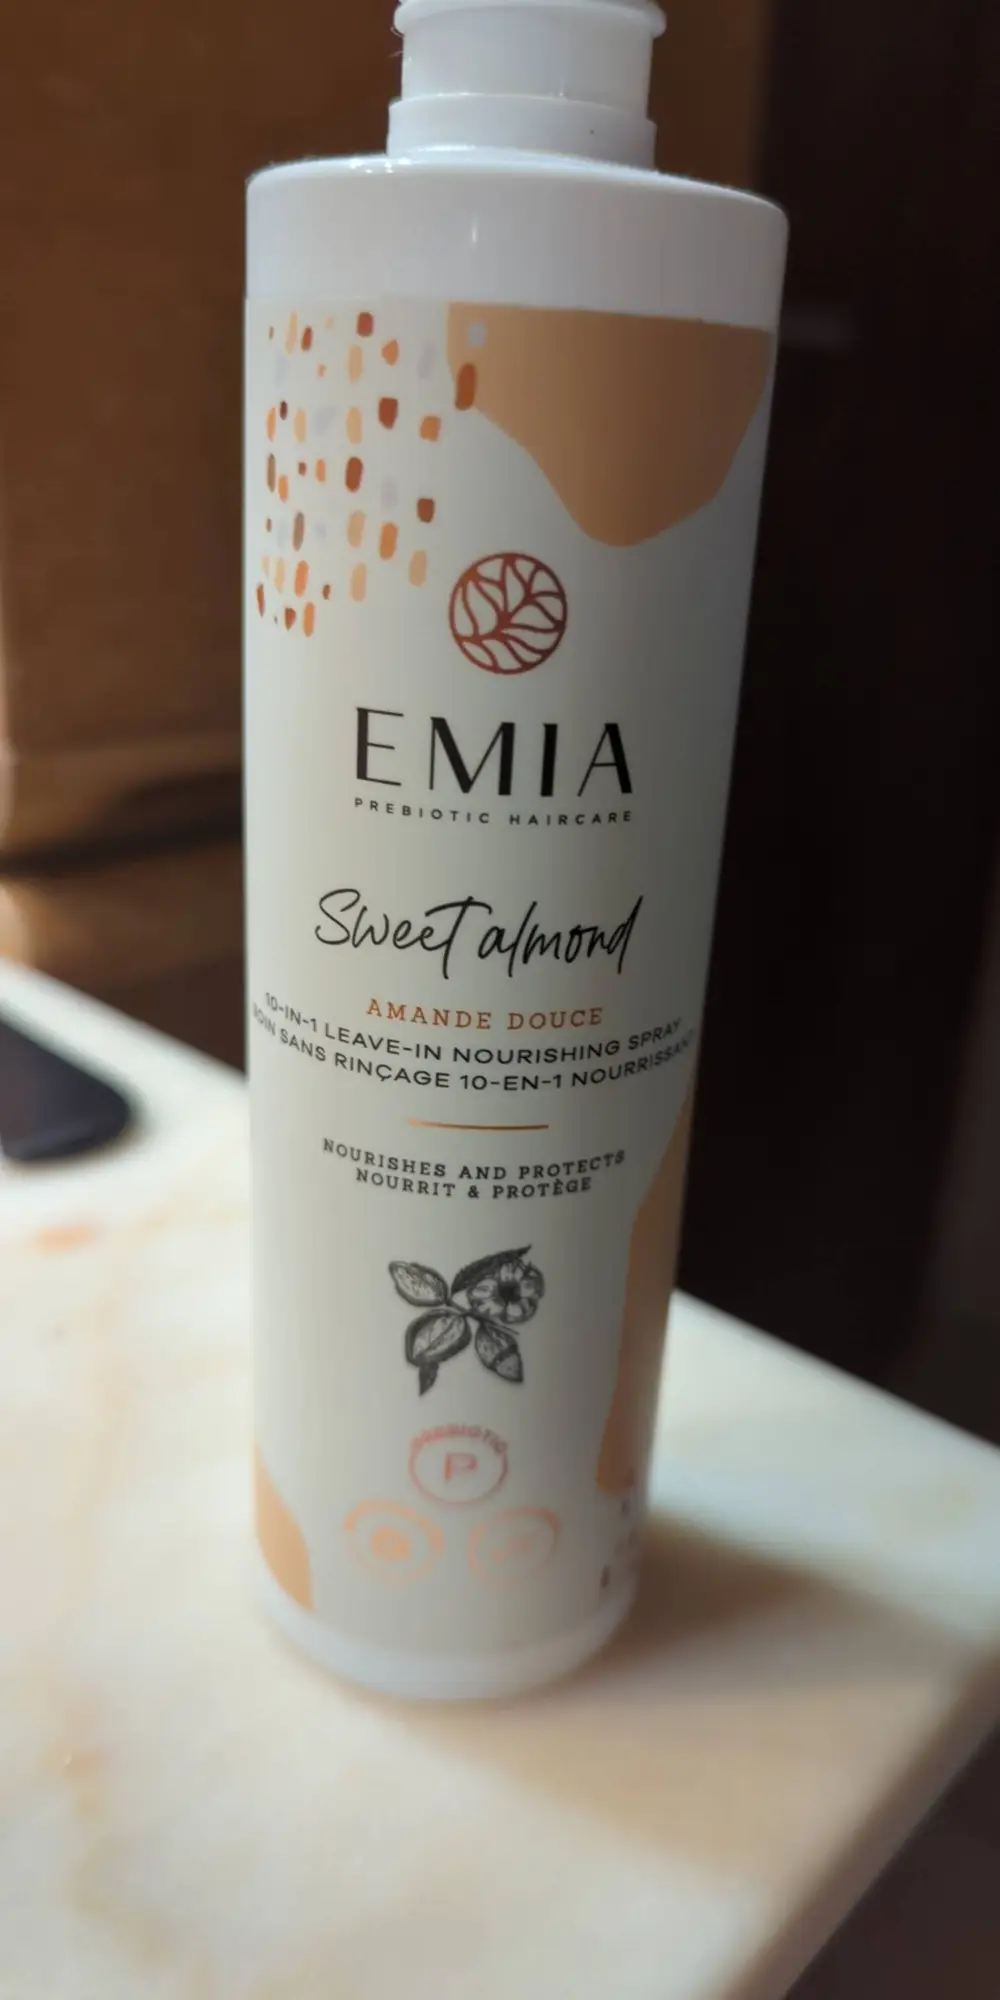 EMIA
PREBIOTIC HAIRCARE
Sweet almond
AMANDE DOUCE
10-IN-1 LEAVE-IN NOURISHING SPRAY
SOIN SANS RINÇAGE 10-EN-1 NOURRISSANT
NOURISHES AND PROTECTS
NOURRIT & PROTÈGE
PREBIOTIC
P